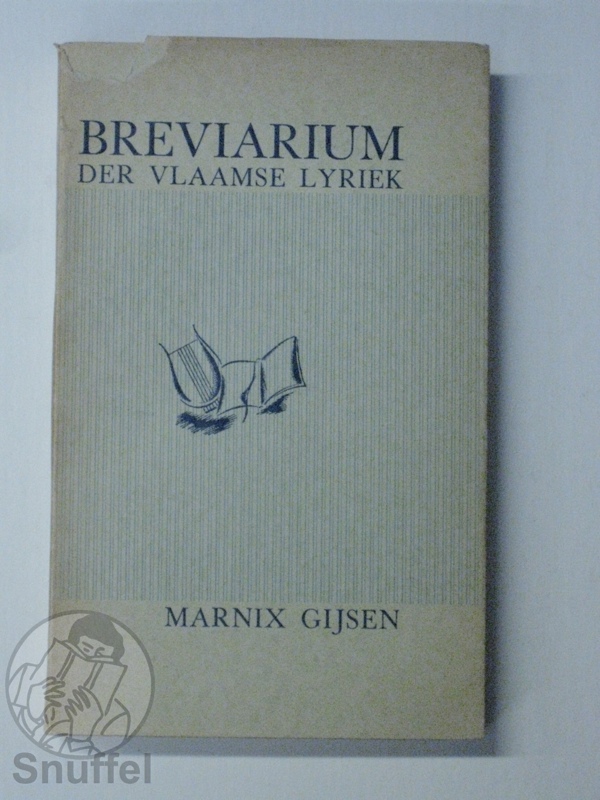 BREVIARIUM
DER VLAAMSE LYRIEK
MARNIX GIJSEN
Snuffel